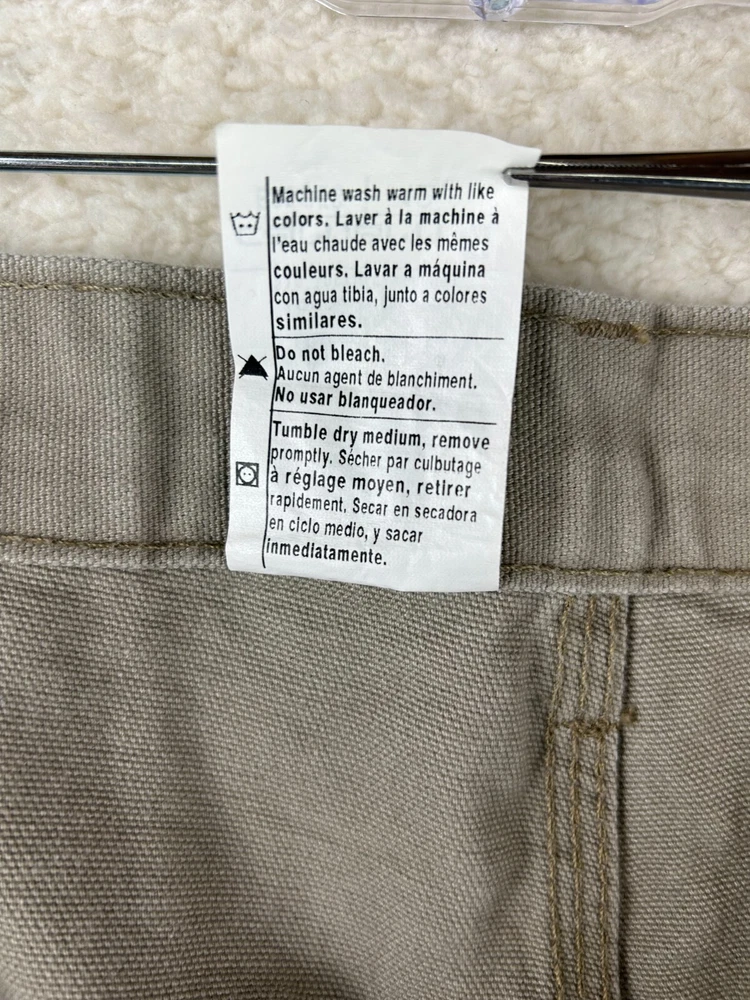 Machine wash warm with like
colors. Laver à la machine à
l'eau chaude avec les mêmes
couleurs. Lavar a máquina
con agua tibia, junto a colores
similares.
Do not bleach.
Aucun agent de blanchiment.
No usar blanqueador.
Tumble dry medium, remove
promptly. Sécher par culbutage
à réglage moyen, retirer
rapidement. Secar en secadora
en ciclo medio, y sacar
inmediatamente.